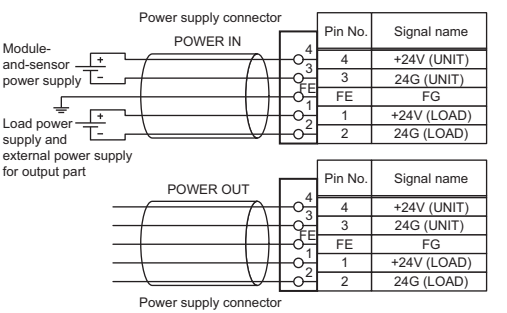 Power supply connector
POWER IN
Module-
and-sensor
power supply
+
-
Load power
supply and
external power supply
for output part
+
-
4
3
FE
1
2
Pin No. Signal name
4 +24V (UNIT)
3 24G (UNIT)
FE FG
1 +24V (LOAD)
2 24G (LOAD)
POWER OUT
4
3
FE
1
2
Pin No. Signal name
4 +24V (UNIT)
3 24G (UNIT)
FE FG
1 +24V (LOAD)
2 24G (LOAD)
Power supply connector